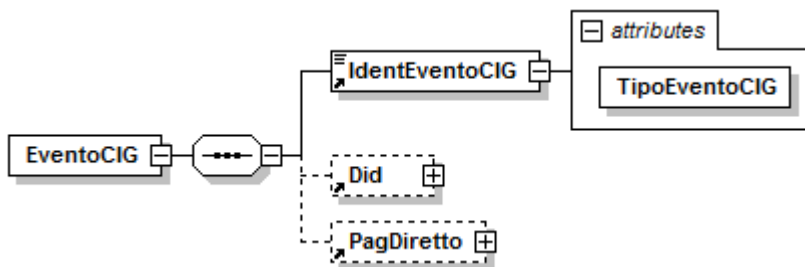 attributes
IdentEventoCIG
TipoEventoCIG
EventoCIG
Did
PagDiretto